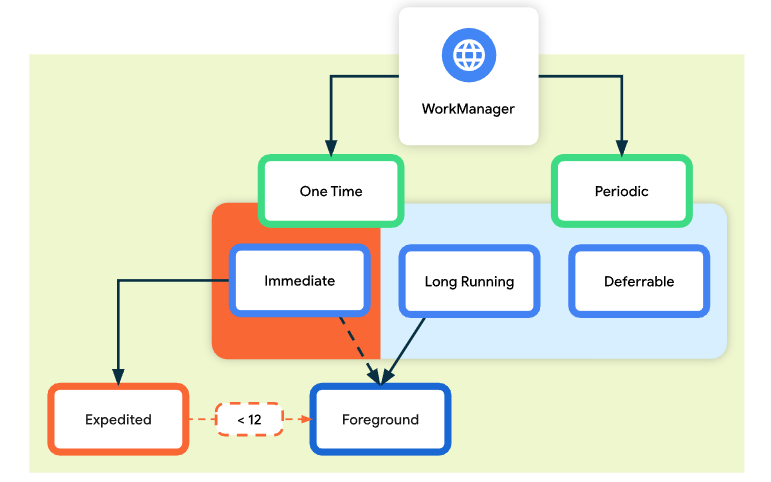 WorkManager
One Time
Periodic
Immediate
Long Running
Deferrable
Expedited
< 12
Foreground